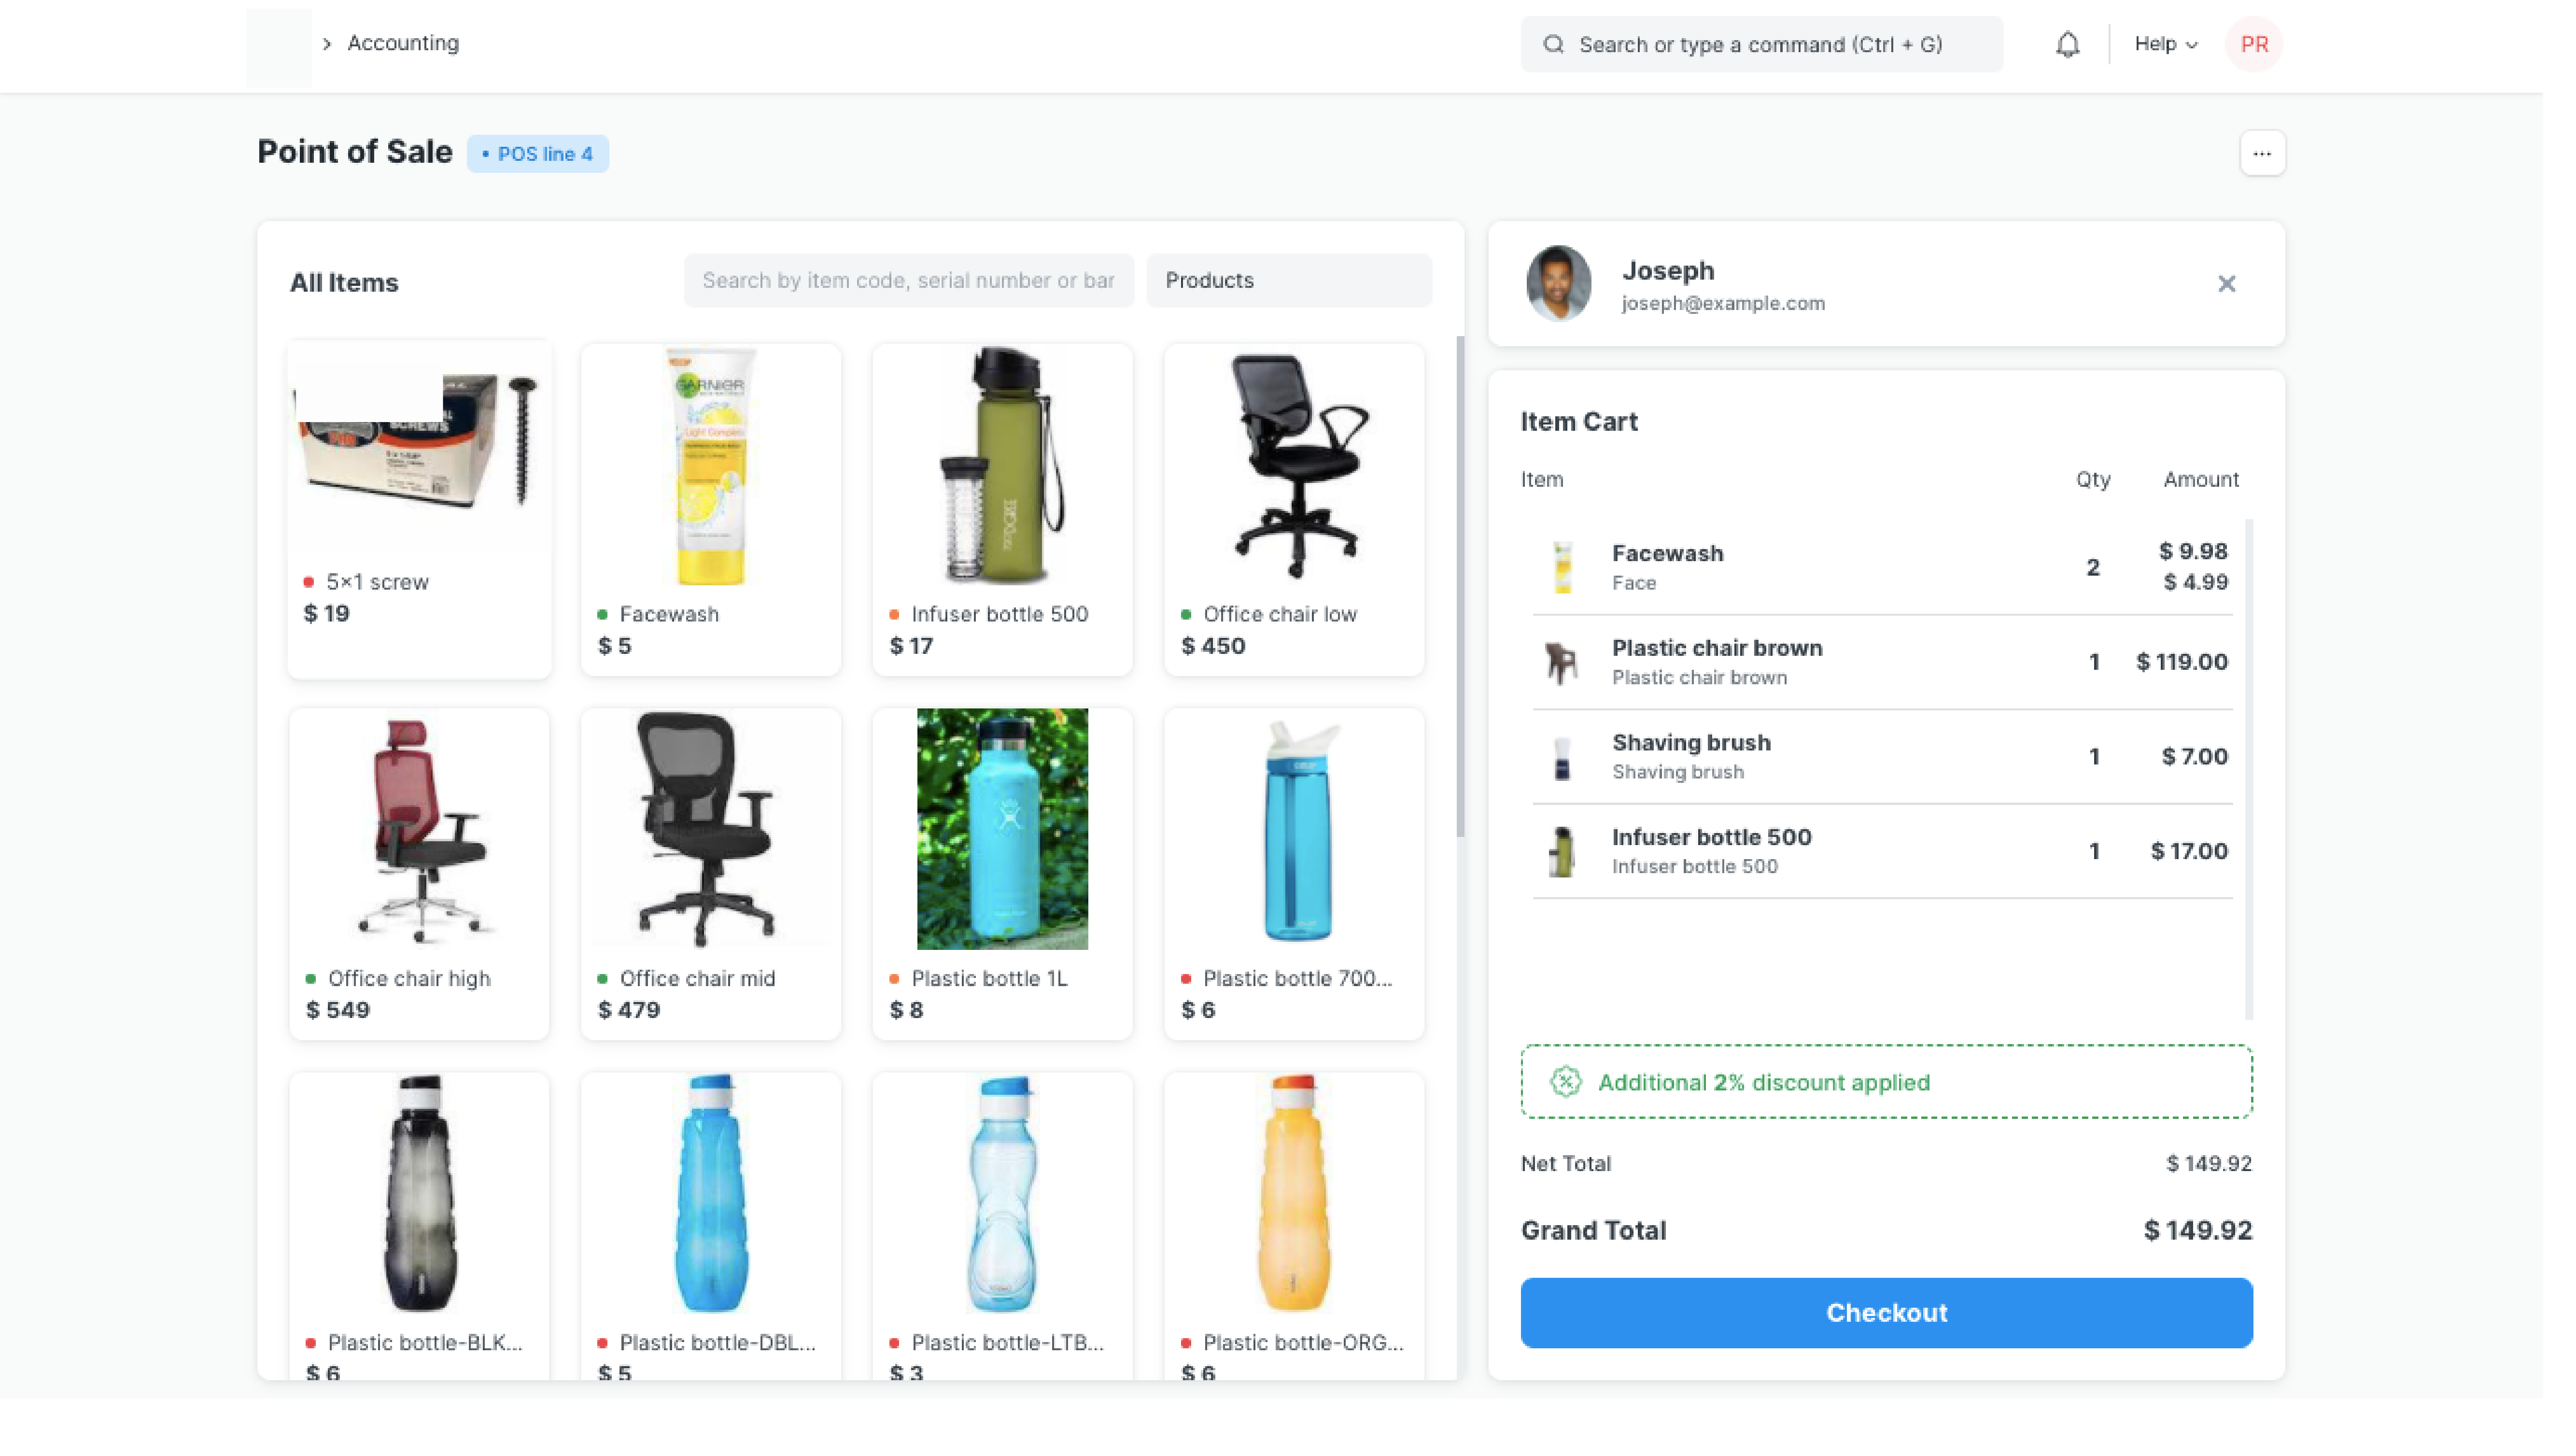 Accounting
Search or type a command (Ctrl + G)
Help
PR
Point of Sale
POS line 4
All Items
Search by item code, serial number or bar
Products
SCREWS
5×1 screw
$ 19
GARNIER
Light Complete
Facewash
$ 5
Infuser bottle 500
$ 17
Office chair low
$ 450
Office chair high
$ 549
Office chair mid
$ 479
Plastic bottle 1L
$ 8
Plastic bottle 700...
$ 6
Plastic bottle-BLK...
$ 6
Plastic bottle-DBL...
$ 5
Plastic bottle-LTB...
$ 3
Plastic bottle-ORG...
$ 6
Joseph
joseph@example.com
Item Cart
Item Qty Amount
Facewash
Face
2
$ 9.98
$ 4.99
Plastic chair brown
Plastic chair brown
1 $ 119.00
Shaving brush
Shaving brush
1 $ 7.00
Infuser bottle 500
Infuser bottle 500
1 $ 17.00
Additional 2% discount applied
Net Total $ 149.92
Grand Total $ 149.92
Checkout